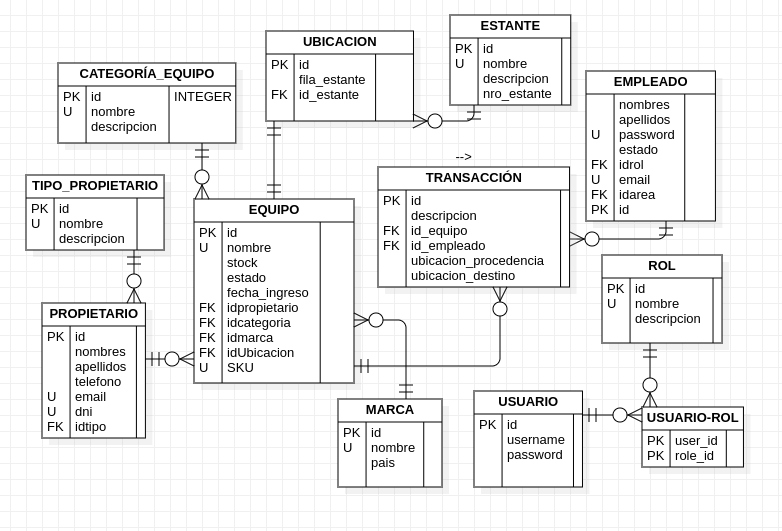 ESTANTE
PK id
U nombre
descripcion
nro_estante
UBICACION
PK id
fila_estante
FK id_estante
CATEGORÍA_EQUIPO
PK id INTEGER
U nombre
descripcion
EMPLEADO
nombres
apellidos
U password
estado
FK idrol
U email
FK idarea
PK id
-->
TRANSACCIÓN
PK id
descripcion
FK id_equipo
FK id_empleado
ubicacion_procedencia
ubicacion_destino
TIPO_PROPIETARIO
PK id
U nombre
descripcion
EQUIPO
PK id
U nombre
stock
estado
fecha_ingreso
FK idpropietario
FK idcategoria
FK idmarca
FK idUbicacion
U SKU
ROL
PK id
U nombre
descripcion
PROPIETARIO
PK id
nombres
apellidos
telefono
U email
U dni
FK idtipo
MARCA
PK id
U nombre
pais
USUARIO
PK id
username
password
USUARIO-ROL
PK user_id
PK role_id